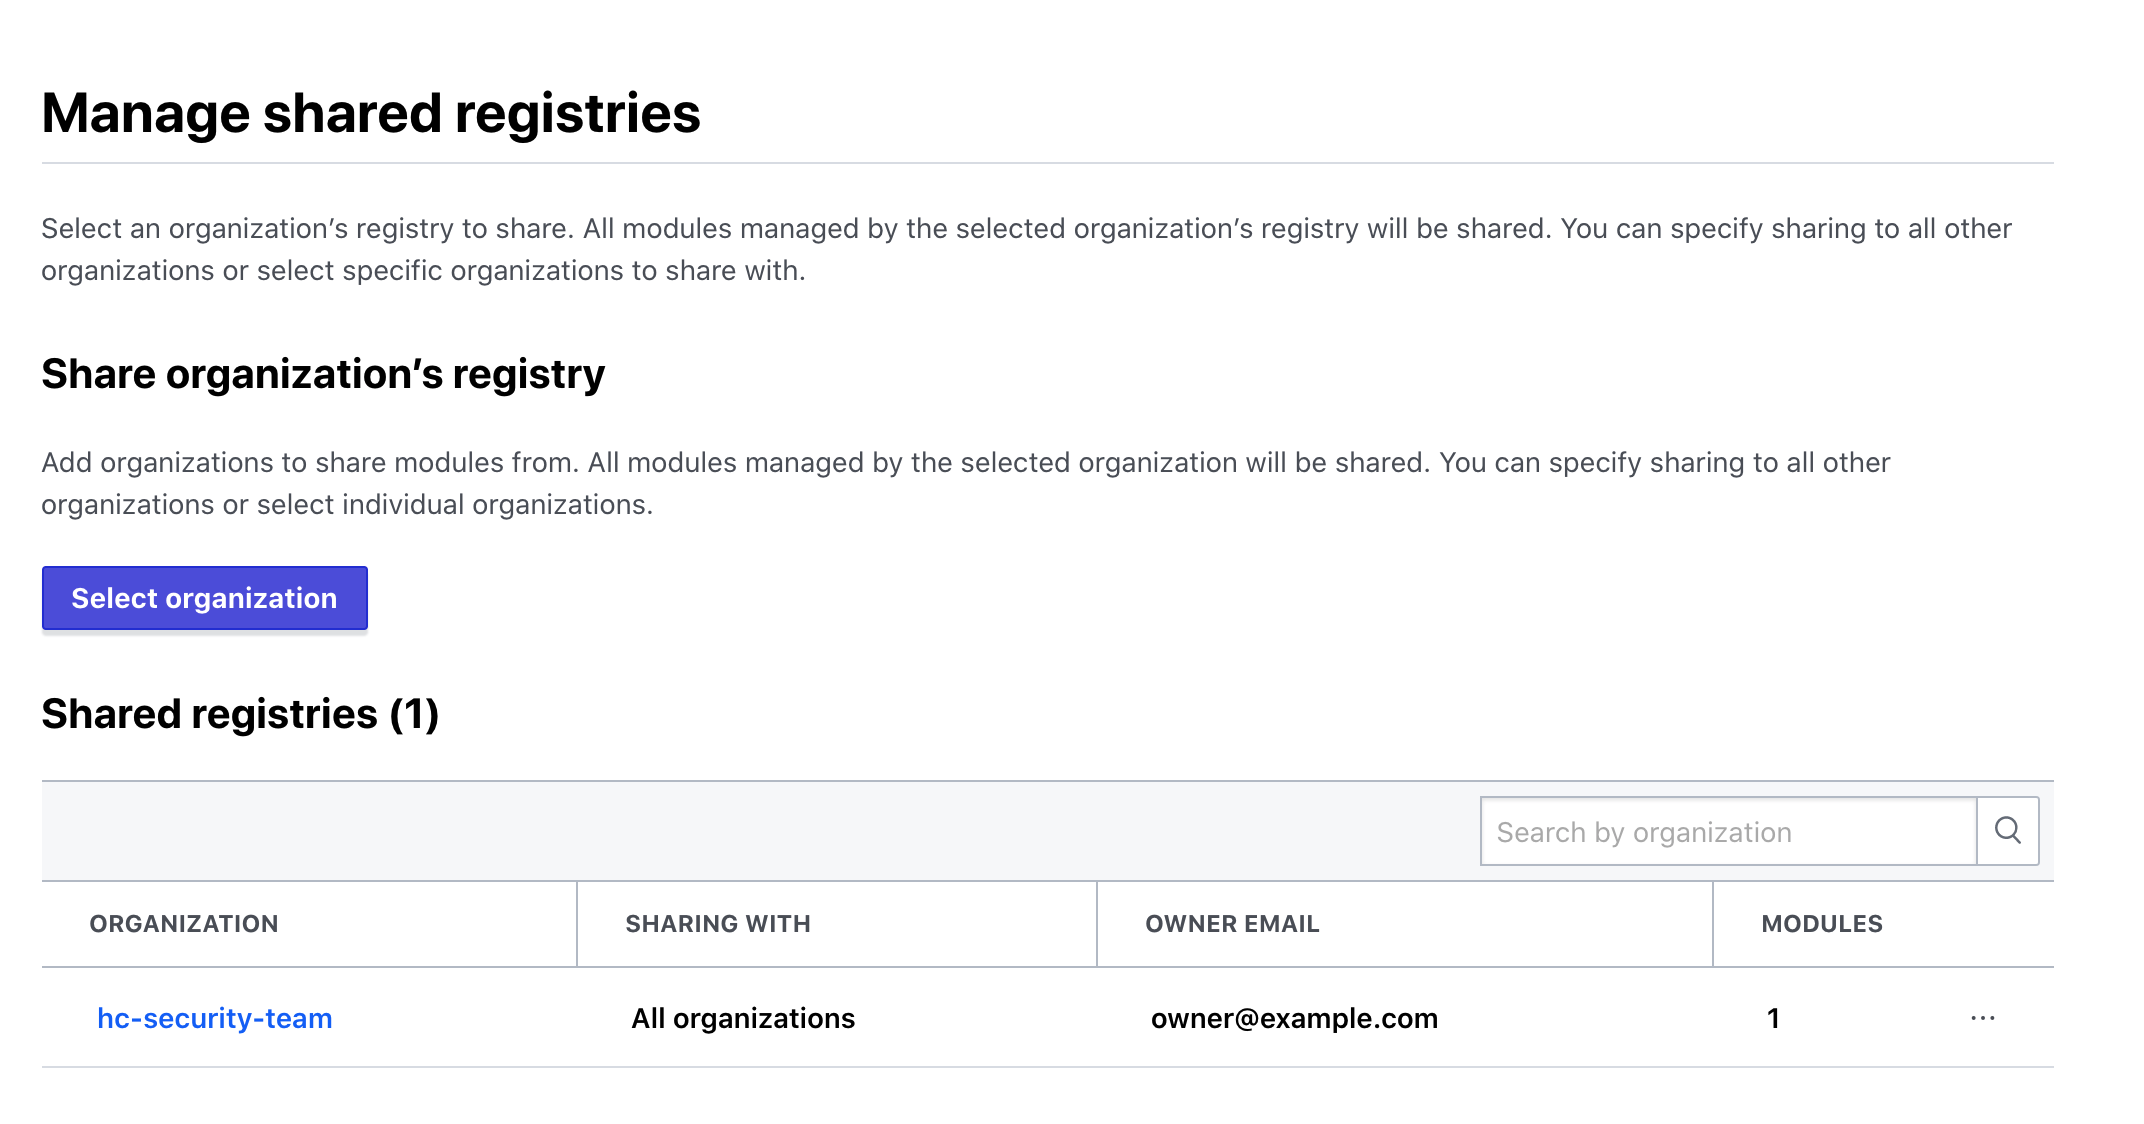 Manage shared registries
Select an organization’s registry to share. All modules managed by the selected organization’s registry will be shared. You can specify sharing to all other
organizations or select specific organizations to share with.
Share organization’s registry
Add organizations to share modules from. All modules managed by the selected organization will be shared. You can specify sharing to all other
organizations or select individual organizations.
Select organization
Shared registries (1)
Search by organization
ORGANIZATION SHARING WITH OWNER EMAIL MODULES
hc-security-team All organizations owner@example.com 1 ···